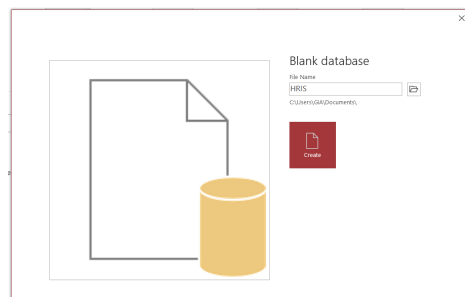 Blank database
File Name
HRIS
C:\Users\GIA\Documents\
Create